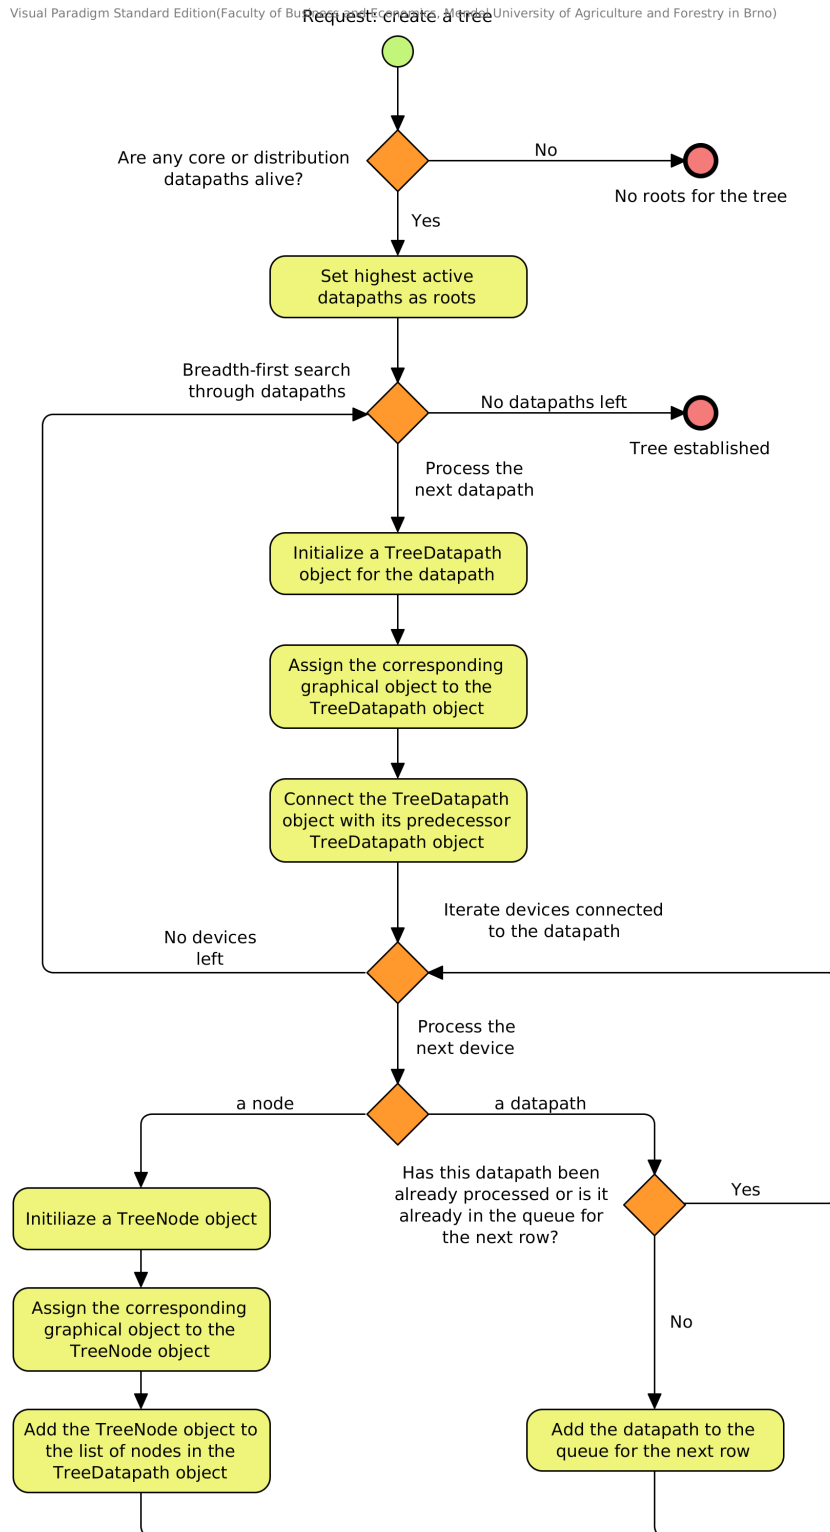 Visual Paradigm Standard Edition(Faculty of Business and Economics, Mendel University of Agriculture and Forestry in Brno)
Request: create a tree
Are any core or distribution
datapaths alive?
No
No roots for the tree
Yes
Set highest active
datapaths as roots
Breadth-first search
through datapaths
No datapaths left
Tree established
Process the
next datapath
Initialize a TreeDatapath
object for the datapath
Assign the corresponding
graphical object to the
TreeDatapath object
Connect the TreeDatapath
object with its predecessor
TreeDatapath object
Iterate devices connected
to the datapath
No devices
left
Process the
next device
a node
a datapath
Has this datapath been
already processed or is it
already in the queue for
the next row?
Yes
Initiliaze a TreeNode object
Assign the corresponding
graphical object to the
TreeNode object
No
Add the TreeNode object to
the list of nodes in the
TreeDatapath object
Add the datapath to the
queue for the next row